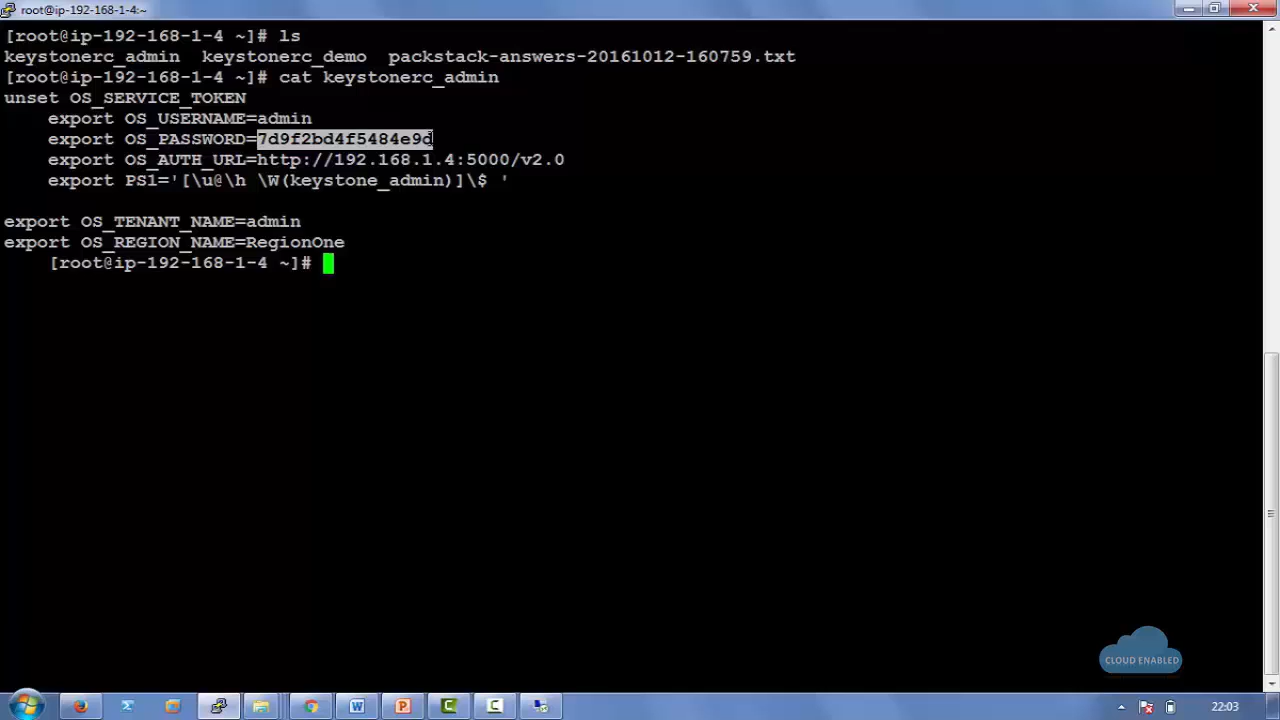 root@ip-192-168-1-4:~
[root@ip-192-168-1-4 ~]# ls
keystonerc_admin  keystonerc_demo  packstack-answers-20161012-160759.txt
[root@ip-192-168-1-4 ~]# cat keystonerc_admin
unset OS_SERVICE_TOKEN
    export OS_USERNAME=admin
    export OS_PASSWORD=7d9f2bd4f5484e9d
    export OS_AUTH_URL=http://192.168.1.4:5000/v2.0
    export PS1='[\u@\h \W(keystone_admin)]\$ '

export OS_TENANT_NAME=admin
export OS_REGION_NAME=RegionOne
    [root@ip-192-168-1-4 ~]#
CLOUD ENABLED
22:03